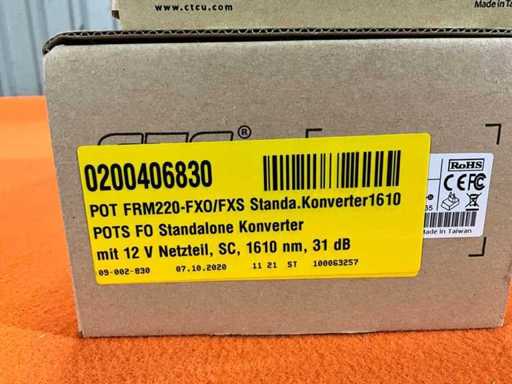 www.ctcu.com
Made in Ta
CTC®
0200406830
POT FRM220-FXO/FXS Standa.Konverter1610
POTS FO Standalone Konverter
mit 12 V Netzteil, SC, 1610 nm, 31 dB
09-002-830 07.10.2020 11 21 ST 100063257
RoHS
CE
Made In Taiwan